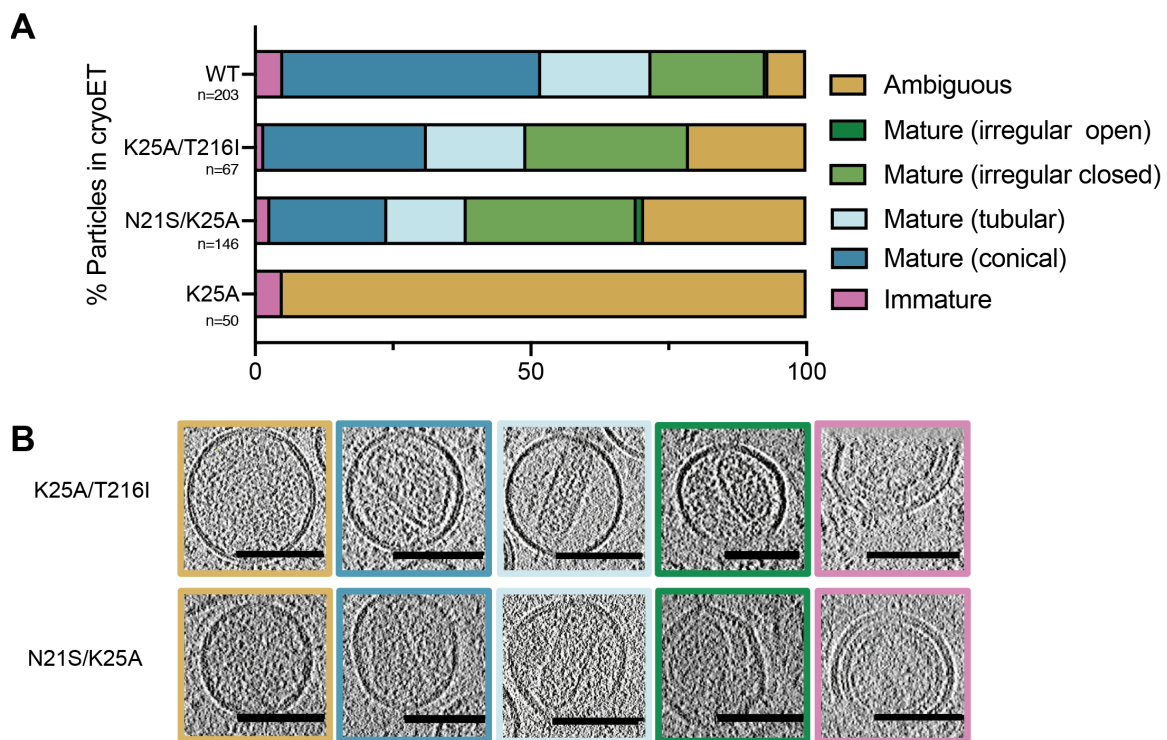 A
% Particles in cryoET
WT
n=203
K25A/T216I
n=67
N21S/K25A
n=146
K25A
n=50
0
50
100
Ambiguous
Mature (irregular open)
Mature (irregular closed)
Mature (tubular)
Mature (conical)
Immature
B
K25A/T216I
N21S/K25A